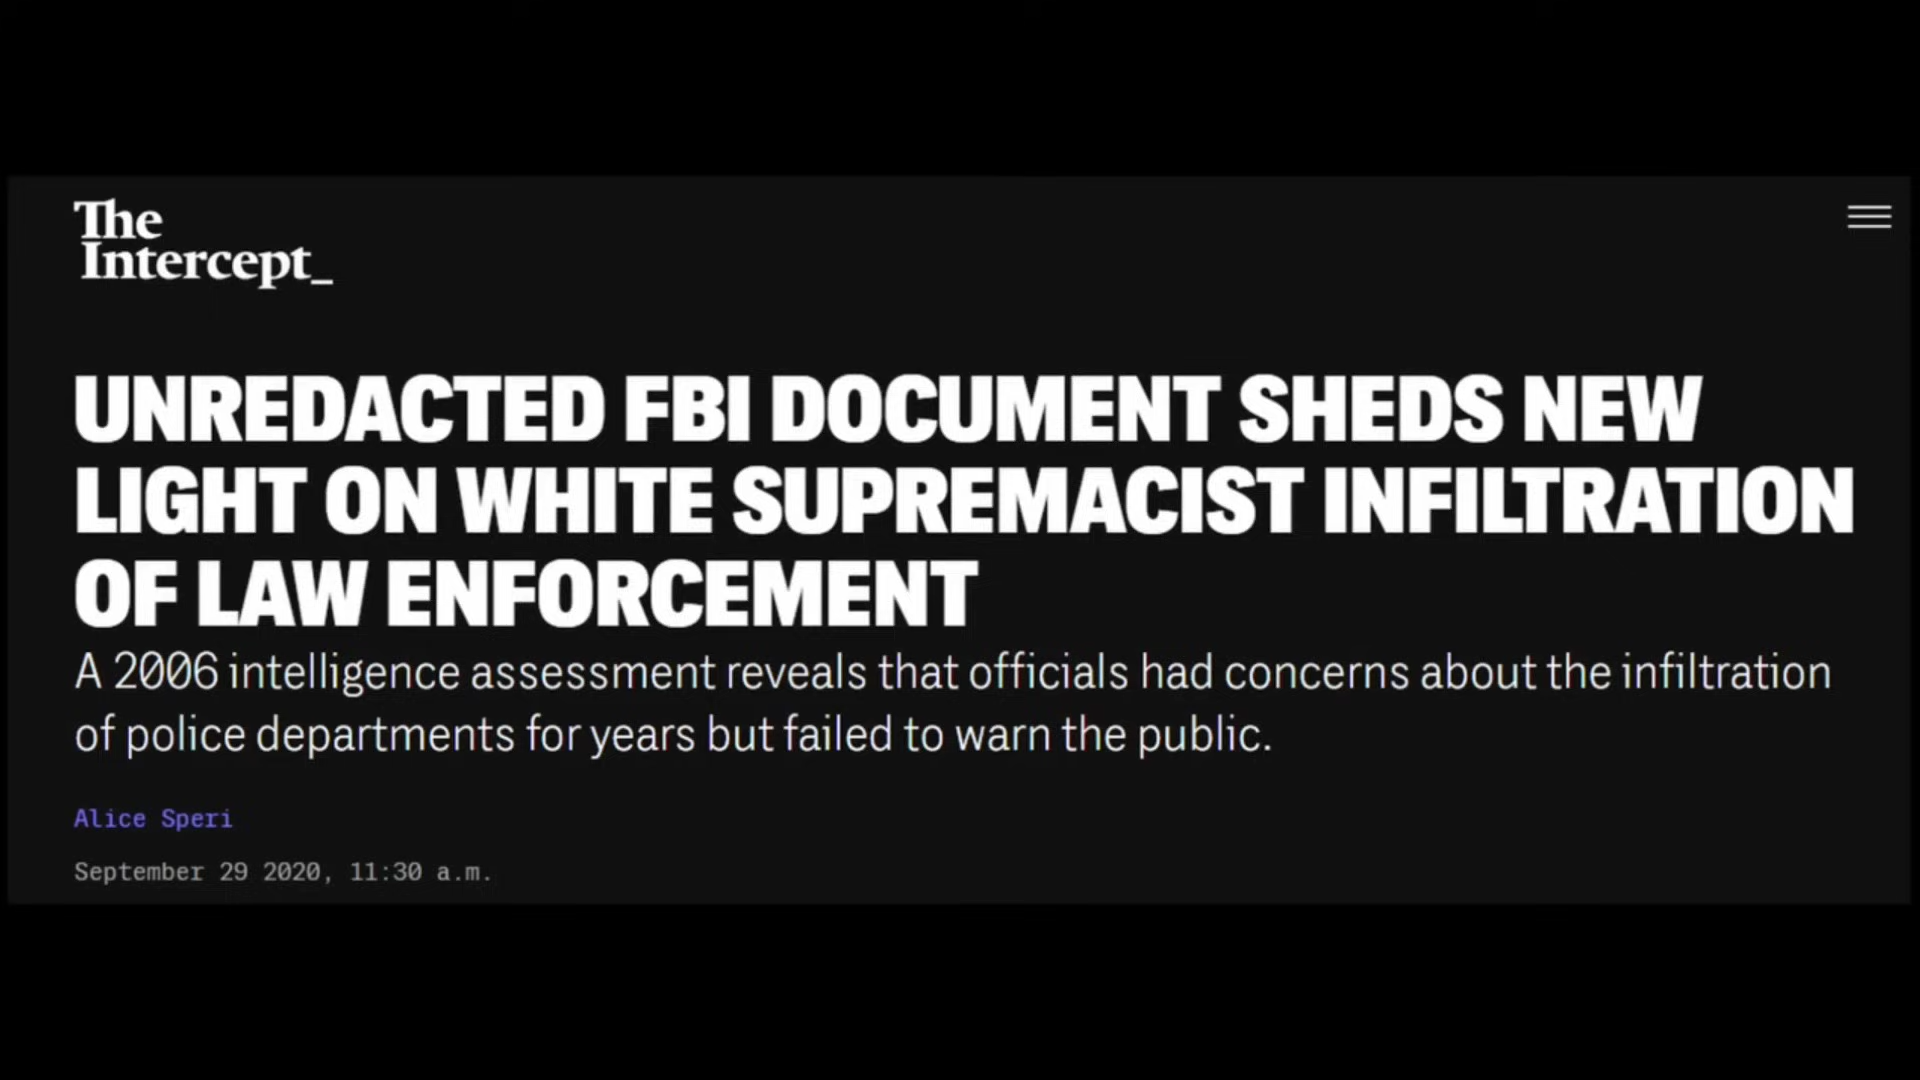 The
Intercept_
UNREDACTED FBI DOCUMENT SHEDS NEW
LIGHT ON WHITE SUPREMACIST INFILTRATION
OF LAW ENFORCEMENT
A 2006 intelligence assessment reveals that officials had concerns about the infiltration
of police departments for years but failed to warn the public.
Alice Speri
September 29 2020, 11:30 a.m.